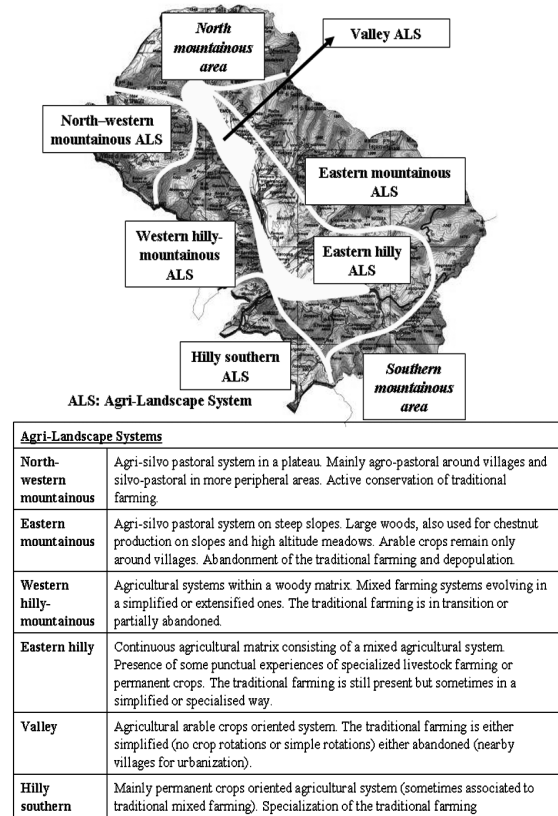 North
mountainous
area
Valley ALS
North–western
mountainous ALS
Eastern mountainous
ALS
Western hilly-
mountainous
ALS
Eastern hilly
ALS
Hilly southern
ALS
Southern
mountainous
area
ALS: Agri-Landscape System
Agri-Landscape Systems
North-
western
mountainous
Agri-silvo pastoral system in a plateau. Mainly agro-pastoral around villages and
silvo-pastoral in more peripheral areas. Active conservation of traditional
farming.
Eastern
mountainous
Agri-silvo pastoral system on steep slopes. Large woods, also used for chestnut
production on slopes and high altitude meadows. Arable crops remain only
around villages. Abandonment of the traditional farming and depopulation.
Western
hilly-
mountainous
Agricultural systems within a woody matrix. Mixed farming systems evolving in
a simplified or extensified ones. The traditional farming is in transition or
partially abandoned.
Eastern hilly
Continuous agricultural matrix consisting of a mixed agricultural system.
Presence of some punctual experiences of specialized livestock farming or
permanent crops. The traditional farming is still present but sometimes in a
simplified or specialised way.
Valley
Agricultural arable crops oriented system. The traditional farming is either
simplified (no crop rotations or simple rotations) either abandoned (nearby
villages for urbanization).
Hilly
southern
Mainly permanent crops oriented agricultural system (sometimes associated to
traditional mixed farming). Specialization of the traditional farming